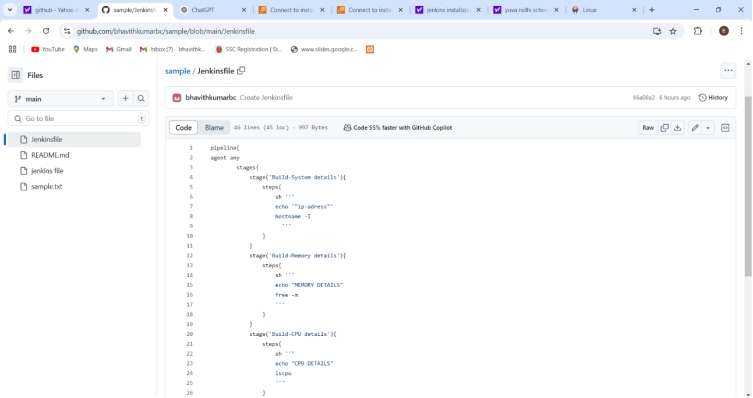 github - Yahoo
sample/Jenkinsfi
ChatGPT
Connect to insta
Connect to insta
jenkins installati
yuva nidhi schem
Linux
github.com/bhavithkumarbc/sample/blob/main/Jenkinsfile
B
YouTube
Maps
Gmail
Inbox (7) - bhavithk...
SSC Registration | St...
www.slides.google.c...
Files
main
Go to file
t
Jenkinsfile
README.md
jenkins file
sample.txt
sample / Jenkinsfile
bhavithkumarbc Create Jenkinsfile
66a08a2 · 6 hours ago
History
Code
Blame
46 lines (45 loc) · 997 Bytes
Code 55% faster with GitHub Copilot
Raw
1 pipeline{
2 agent any
3 stages{
4 stage('Build-System details'){
5 steps{
6 sh '''
7 echo '"ip-adress"'
8 hostname -I
9 '''
10 }
11 }
12 stage('Build-Memory details'){
13 steps{
14 sh '''
15 echo "MEMORY DETAILS"
16 free -m
17 '''
18 }
19 }
20 stage('Build-CPU details'){
21 steps{
22 sh '''
23 echo "CPU DETAILS"
24 lscpu
25 '''
26 }